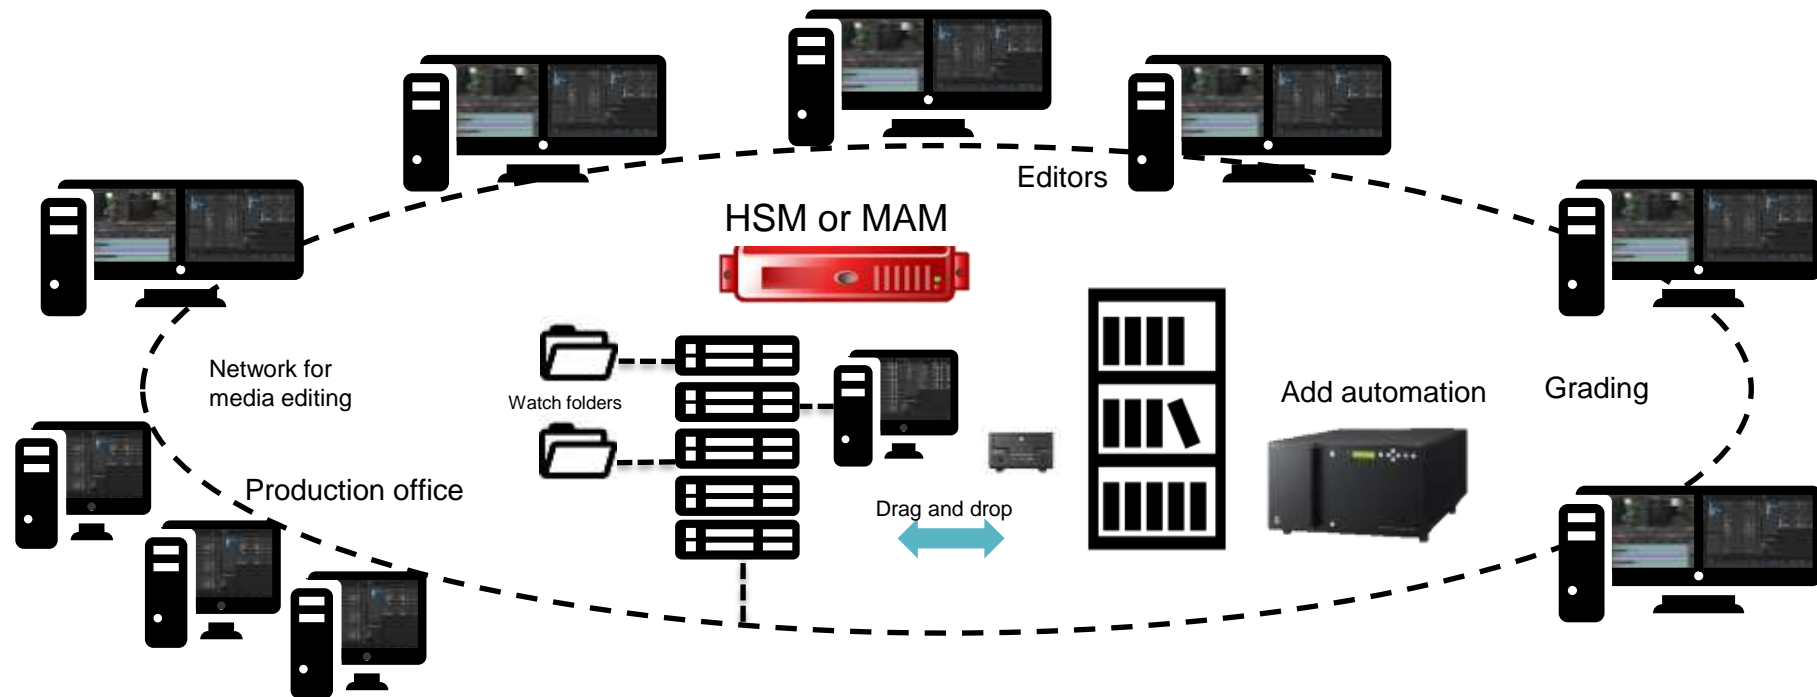 Editors
HSM or MAM
Network for
media editing
Watch folders
Add automation
Grading
Production office
Drag and drop